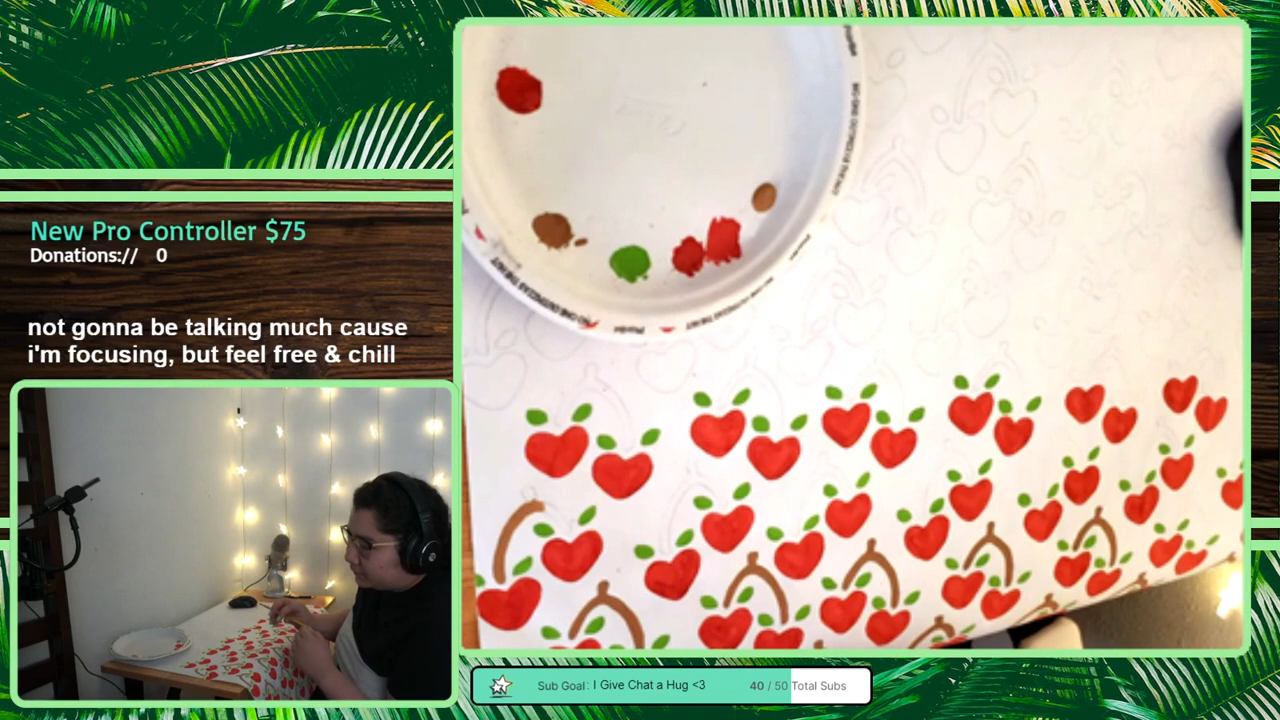 New Pro Controller $75
Donations:// 0
not gonna be talking much cause
i'm focusing, but feel free & chill
Sub Goal: I Give Chat a Hug <3 40 / 50 Total Subs